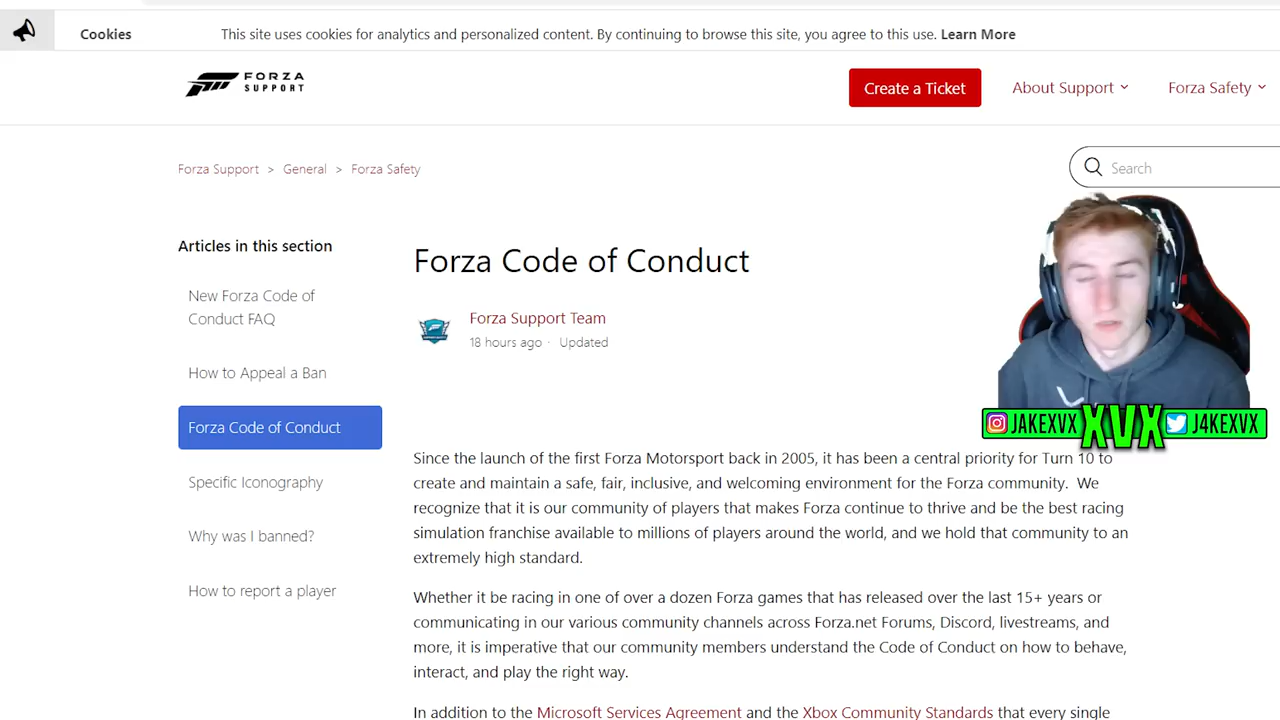 Cookies
This site uses cookies for analytics and personalized content. By continuing to browse this site, you agree to this use. Learn More
FORZA
SUPPORT
Create a Ticket
About Support
Forza Safety
Forza Support > General > Forza Safety
Search
Articles in this section
New Forza Code of
Conduct FAQ
How to Appeal a Ban
Forza Code of Conduct
Specific Iconography
Why was I banned?
How to report a player
Forza Code of Conduct
Forza Support Team
18 hours ago · Updated
JAKEXVX
XVX
J4KEXVX
Since the launch of the first Forza Motorsport back in 2005, it has been a central priority for Turn 10 to
create and maintain a safe, fair, inclusive, and welcoming environment for the Forza community. We
recognize that it is our community of players that makes Forza continue to thrive and be the best racing
simulation franchise available to millions of players around the world, and we hold that community to an
extremely high standard.
Whether it be racing in one of over a dozen Forza games that has released over the last 15+ years or
communicating in our various community channels across Forza.net Forums, Discord, livestreams, and
more, it is imperative that our community members understand the Code of Conduct on how to behave,
interact, and play the right way.
In addition to the Microsoft Services Agreement and the Xbox Community Standards that every single